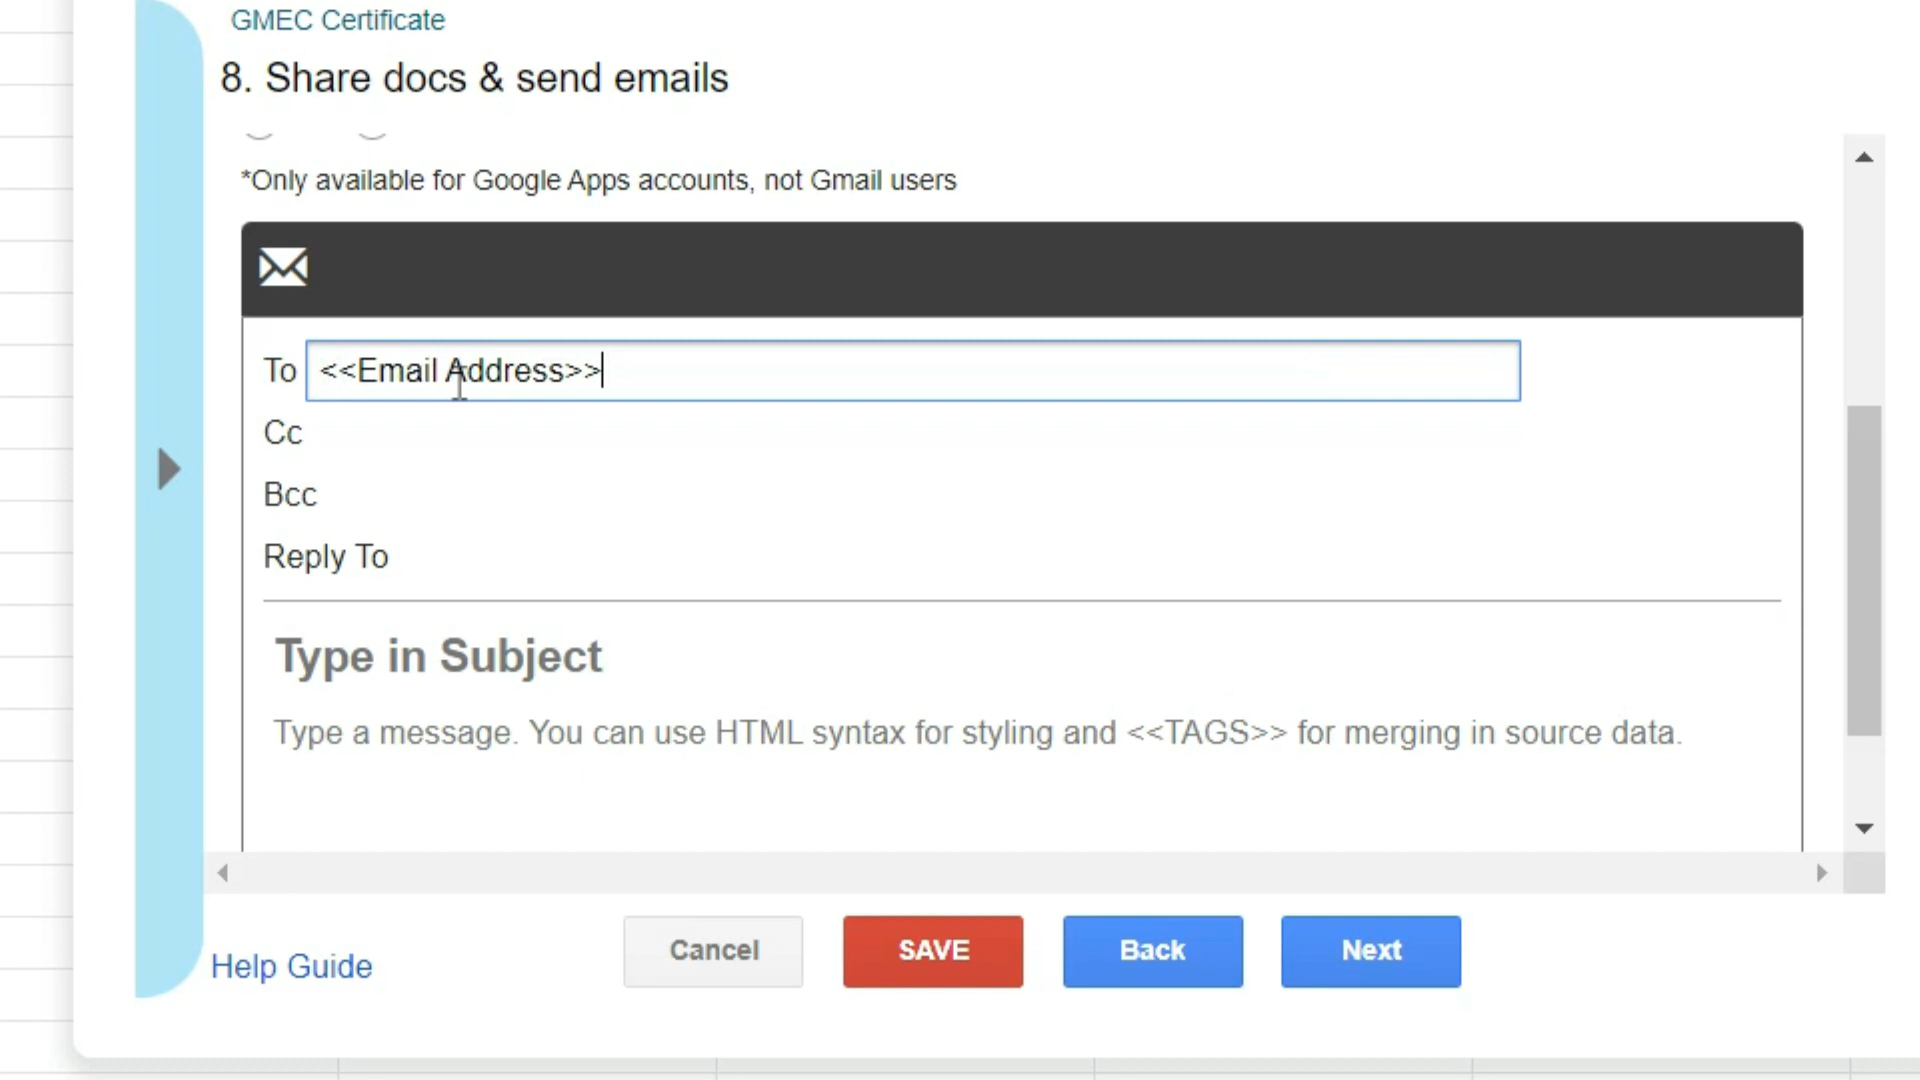 GMEC Certificate
8. Share docs & send emails
*Only available for Google Apps accounts, not Gmail users
To <<Email Address>>
Cc
Bcc
Reply To
Type in Subject
Type a message. You can use HTML syntax for styling and <<TAGS>> for merging in source data.
Cancel SAVE Back Next
Help Guide